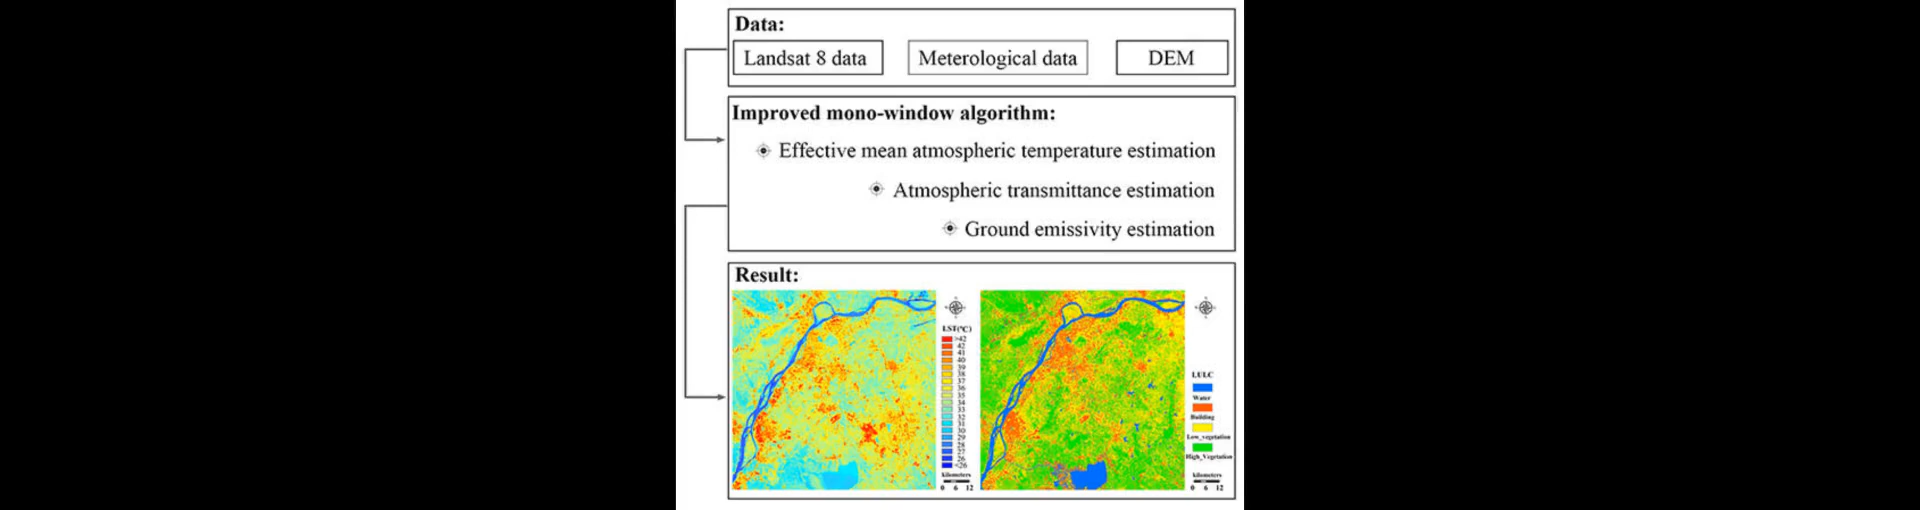 Data:
Landsat 8 data
Meterological data
DEM
Improved mono-window algorithm:
Effective mean atmospheric temperature estimation
Atmospheric transmittance estimation
Ground emissivity estimation
Result:
LST(°C)
>42
42
41
40
39
38
37
36
35
34
33
32
31
30
29
28
27
26
<26
kilometers
0 6 12
LULC
Water
Building
Low_vegetation
High_Vegetation
kilometers
0 6 12